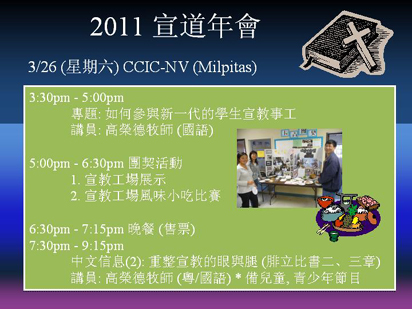 2011 宣道年會
3/26 (星期六) CCIC-NV (Milpitas)
3:30pm - 5:00pm
專題: 如何參與新一代的學生宣教事工
講員: 高榮德牧師 (國語)
5:00pm - 6:30pm 團契活動
1. 宣教工場展示
2. 宣教工場風味小吃比賽
6:30pm - 7:15pm 晚餐 (售票)
7:30pm - 9:15pm
中文信息(2): 重整宣教的眼與腿 (腓立比書二、三章)
講員: 高榮德牧師 (粵/國語) * 備兒童, 青少年節目